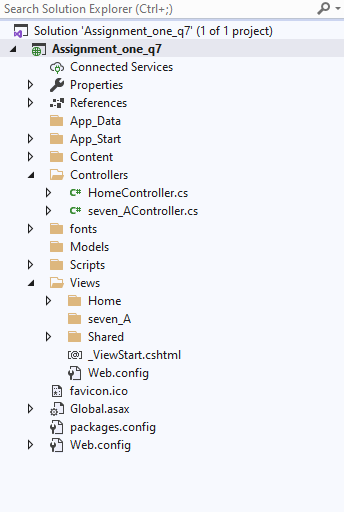 Search Solution Explorer (Ctrl+;)
Solution 'Assignment_one_q7' (1 of 1 project)
Assignment_one_q7
Connected Services
Properties
References
App_Data
App_Start
Content
Controllers
C# HomeController.cs
C# seven_AController.cs
fonts
Models
Scripts
Views
Home
seven_A
Shared
[@] _ViewStart.cshtml
Web.config
favicon.ico
Global.asax
packages.config
Web.config